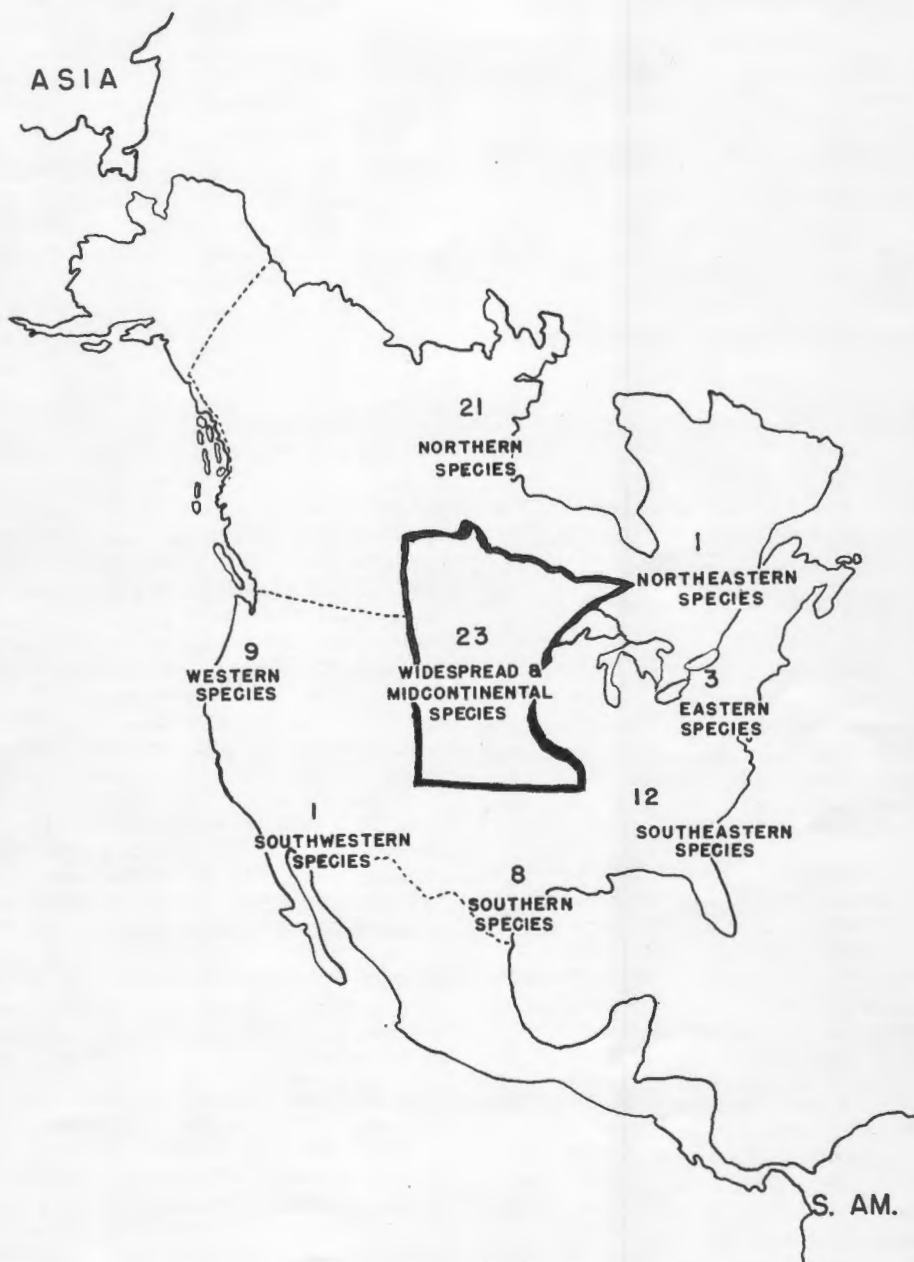 ASIA
21
NORTHERN
SPECIES
1
NORTHEASTERN
SPECIES
23
WIDESPREAD &
MIDCONTINENTAL
SPECIES
9
WESTERN
SPECIES
3
EASTERN
SPECIES
12
SOUTHEASTERN
SPECIES
1
SOUTHWESTERN
SPECIES
8
SOUTHERN
SPECIES
S. AM.